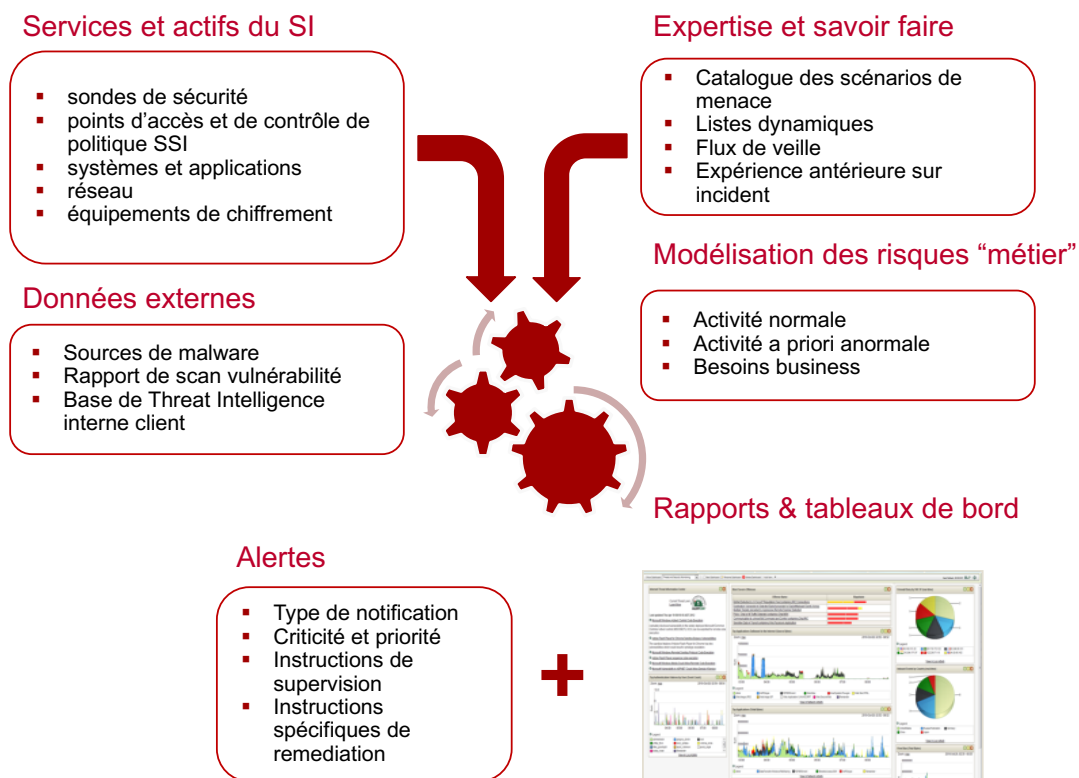 Services et actifs du SI
sondes de sécurité
points d'accès et de contrôle de
politique SSI
systèmes et applications
réseau
équipements de chiffrement
Données externes
Sources de malware
Rapport de scan vulnérabilité
Base de Threat Intelligence
interne client
Expertise et savoir faire
Catalogue des scénarios de
menace
Listes dynamiques
Flux de veille
Expérience antérieure sur
incident
Modélisation des risques “métier”
Activité normale
Activité a priori anormale
Besoins business
Alertes
Type de notification
Criticité et priorité
Instructions de
supervision
Instructions
spécifiques de
remediation
+
Rapports & tableaux de bord